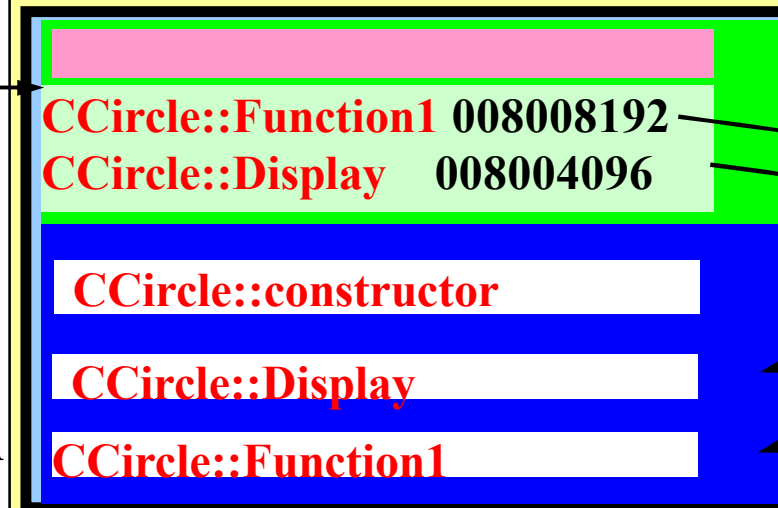 CCircle::Function1 008008192
CCircle::Display 008004096
CCircle::constructor
CCircle::Display
CCircle::Function1